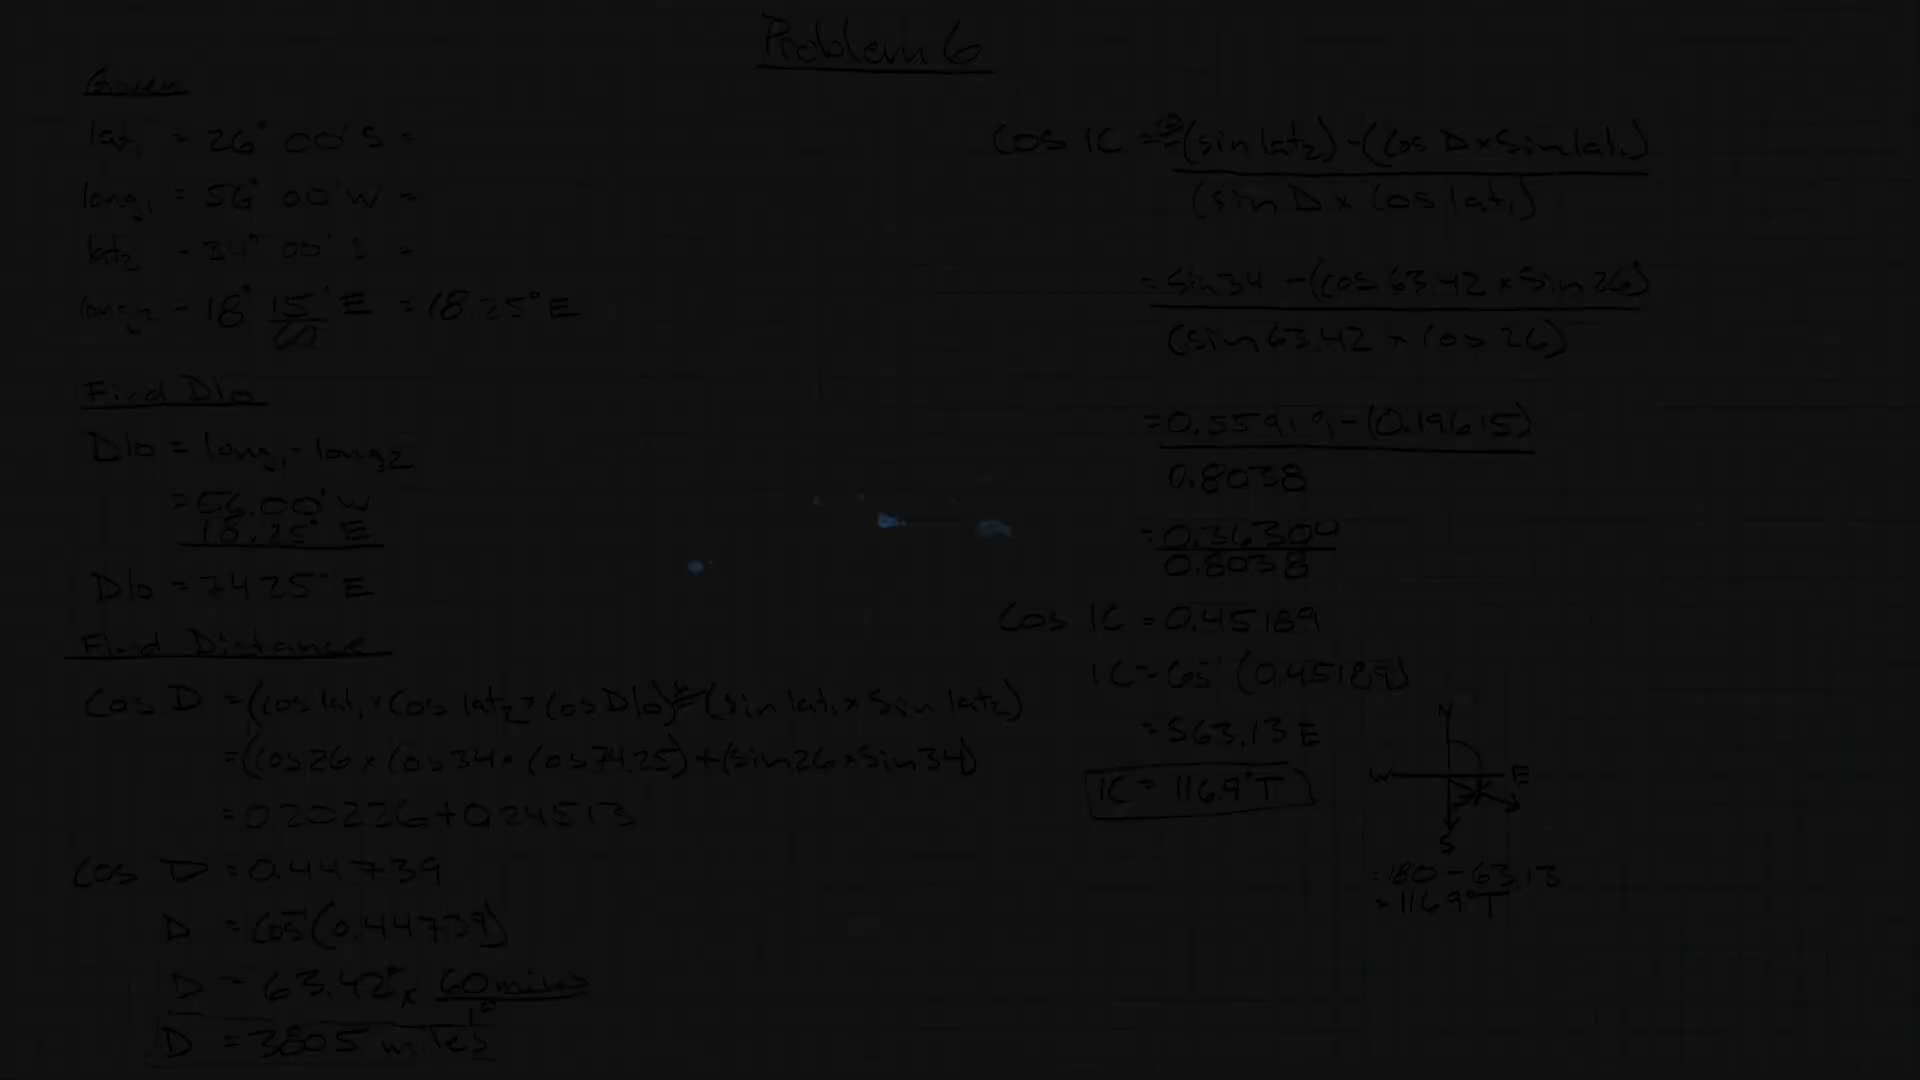 Problem 6
Given
lat₁ = 26° 00' S =
long₁ = 56° 00' W =
lat₂ - 34° 00' S =
long₂ - 18° 15/60' E = 18.25° E
Find Dlo
Dlo = long₁ - long2
= 56.00° W
18.25° E
Dlo = 74.25° E
Find Distance
Cos D = (cos lat₁ x Cos lat₂ x Cos Dlo) ± (sin lat₁ x Sin lat₂)
= (cos 26 x Cos 34 x Cos 74.25) + (sin 26 x sin 34)
= 0.20226 + 0.24513
Cos D = 0.44739
D = Cos⁻¹(0.44739)
D = 63.42° x 60 miles
1°
D = 3805 miles
Cos IC = (sin lat₂) - (Cos D x Sin lat₁)
(sin D x Cos lat₁)
= Sin 34 - (cos 63.42 x Sin 26)
(sin 63.42 x Cos 26)
= 0.55919 - (0.19615)
0.8038
= 0.36304
0.8038
Cos IC = 0.45189
IC = Cos⁻¹ (0.45189)
= S 63.13 E
IC = 116.9° T
N
W E
S
= 180 - 63.13
= 116.9° T